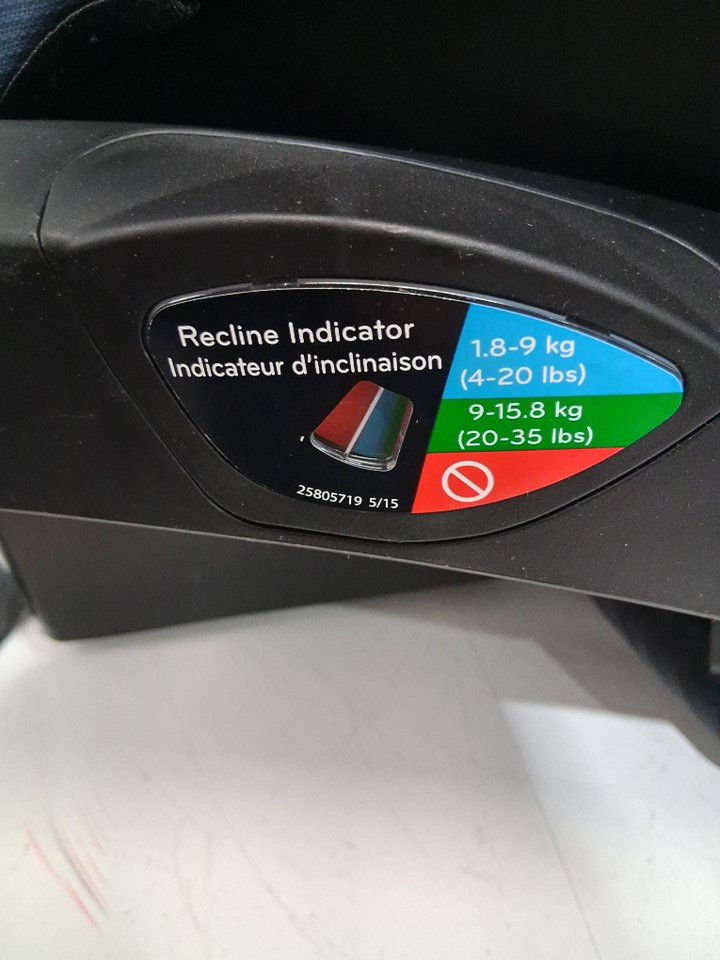 Recline Indicator
Indicateur d'inclinaison
25805719 5/15
1.8-9 kg
(4-20 lbs)
9-15.8 kg
(20-35 lbs)